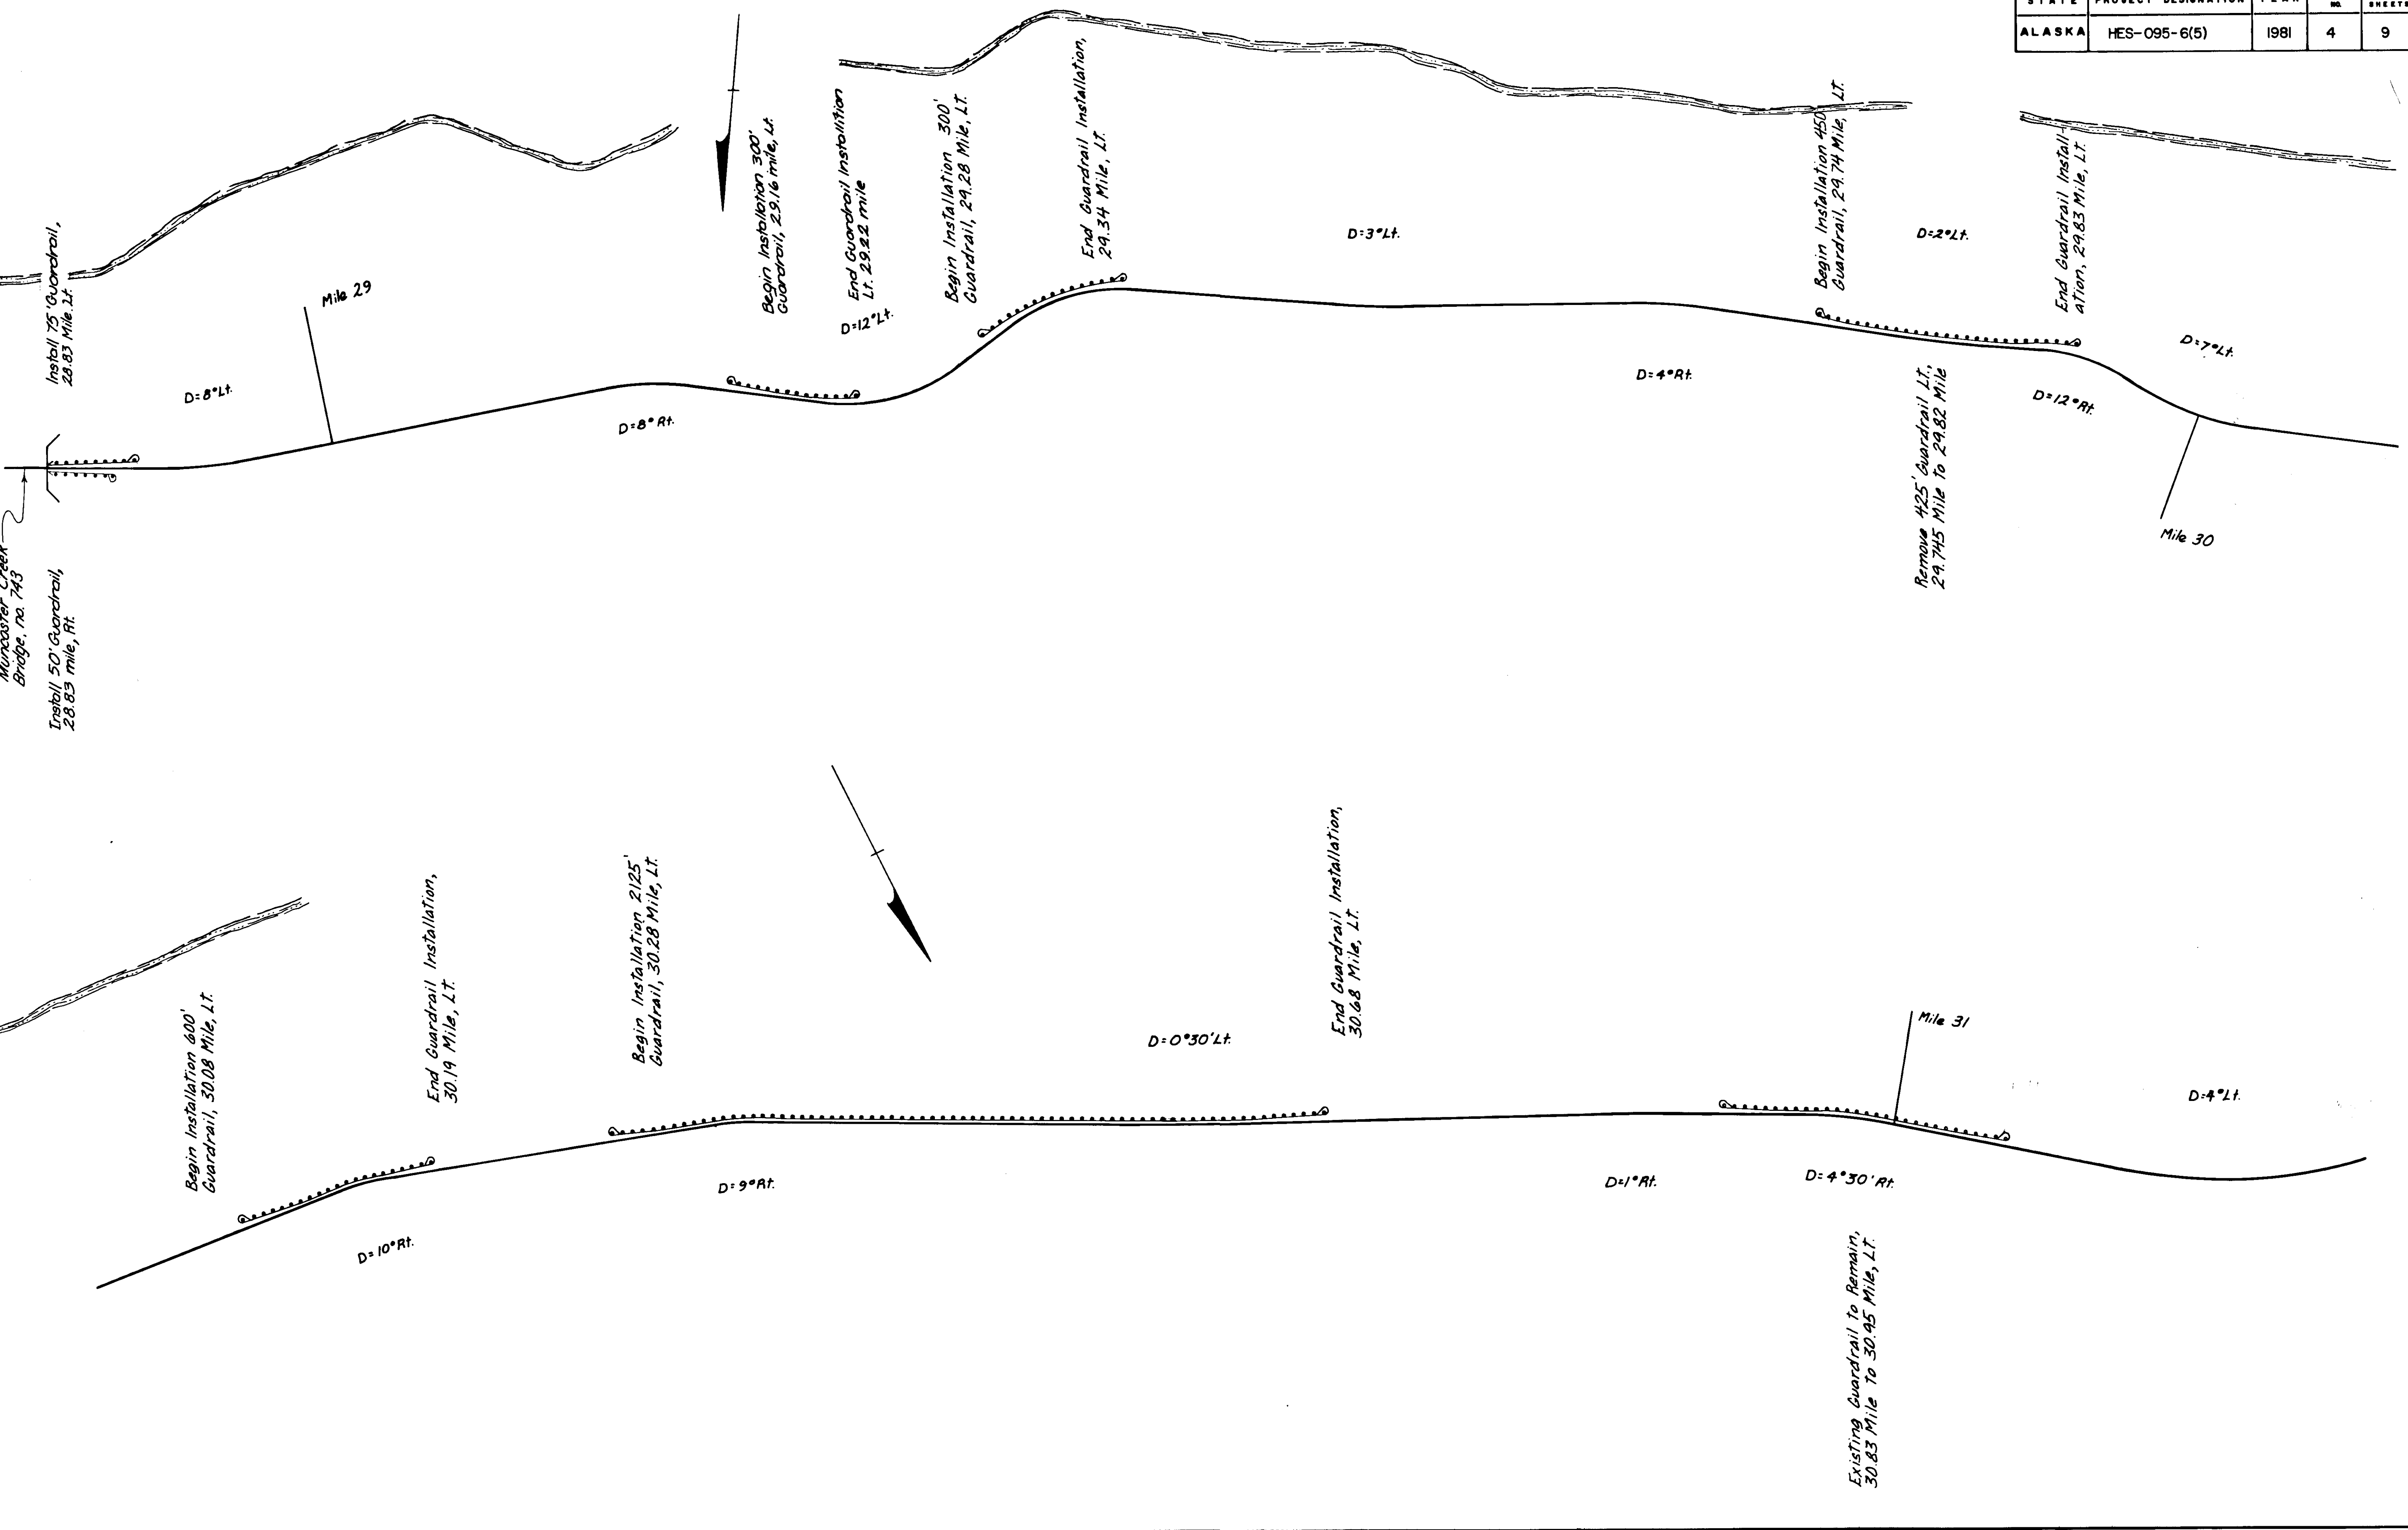 STATE PROJECT DESIGNATION YEAR NO. SHEETS
ALASKA HES-095-6(5) 1981 4 9
Install 75' Guardrail,
28.83 Mile. Lt.
D=8°Lt.
Mile 29
Begin Installation 300'
Guardrail, 29.16 mile, Lt.
End Guardrail Installition
Lt. 29.22 mile
D=12°Lt.
Begin Installation 300'
Guardrail, 29.28 Mile, Lt.
End Guardrail Installation,
29.34 Mile, Lt.
D=3°Lt.
Begin Installation 450'
Guardrail, 29.74 Mile, Lt.
D=2°Lt.
End Guardrail Install-
ation, 29.83 Mile, Lt.
D=7°Lt.
D=8° Rt.
D=4°Rt.
Remove 425' Guardrail Lt.,
29.745 Mile to 29.82 Mile
D=12°Rt.
Mile 30
Muncaster Creek
Bridge, no. 743
Install 50' Guardrail,
28.83 mile, Rt.
Begin Installation 600'
Guardrail, 30.08 Mile, Lt.
End Guardrail Installation,
30.19 Mile, Lt.
Begin Installation 2125'
Guardrail, 30.28 Mile, Lt.
D=0°30'Lt.
End Guardrail Installation,
30.68 Mile, Lt.
Mile 31
D=4°Lt.
D=10°Rt.
D=9°Rt.
D=1°Rt.
D=4°30'Rt.
Existing Guardrail to Remain,
30.83 Mile to 30.95 Mile, Lt.